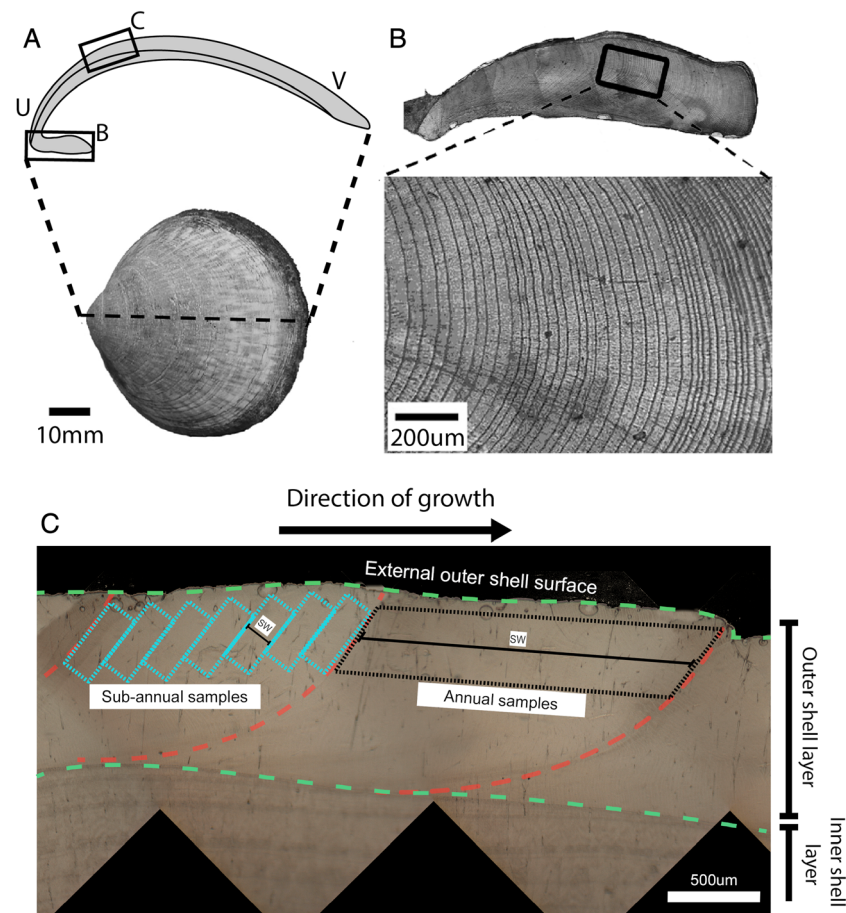 A
C
V
U
B
10mm
B
200um
Direction of growth
C
External outer shell surface
sw
sw
Sub-annual samples
Annual samples
Outer shell layer
Inner shell
layer
500um